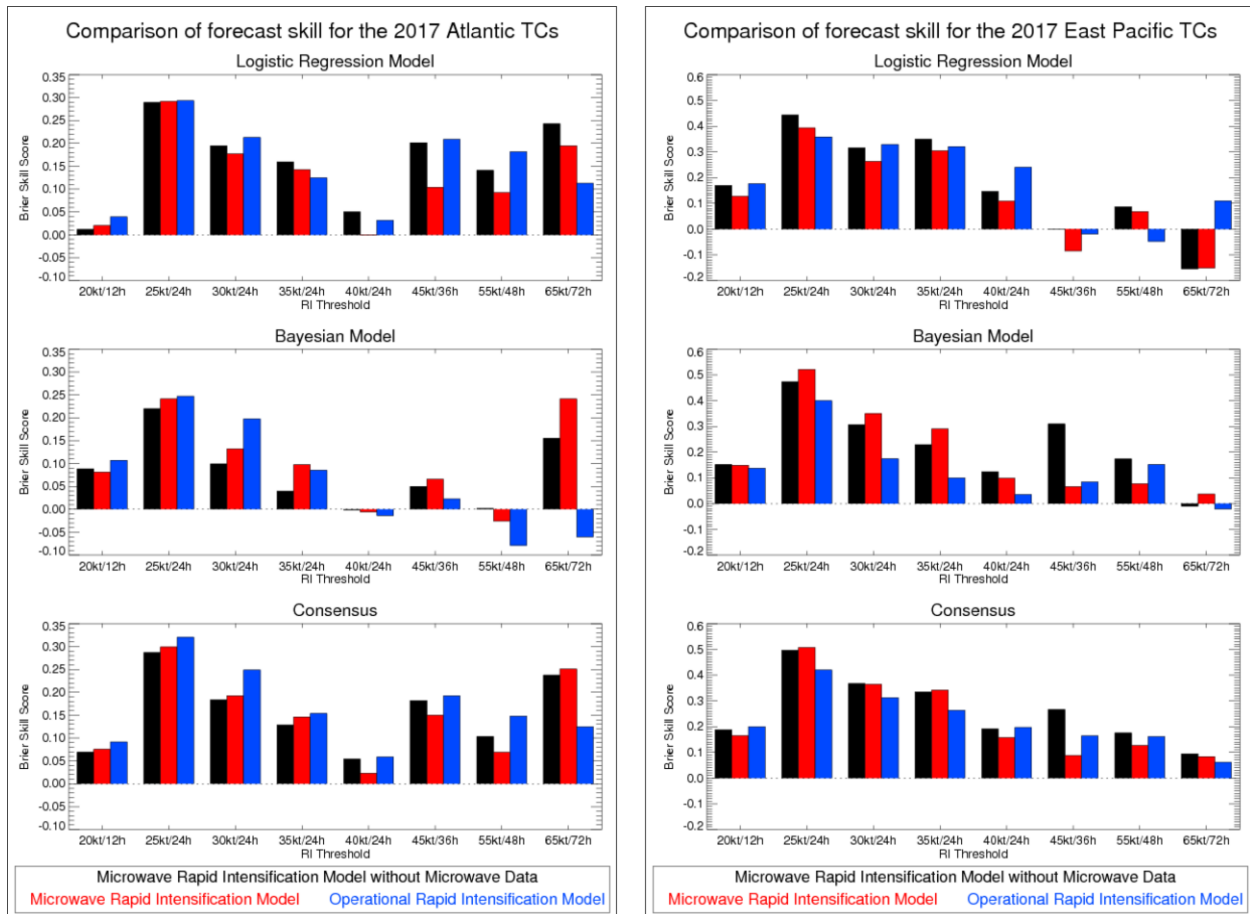 Comparison of forecast skill for the 2017 Atlantic TCs
Logistic Regression Model
Brier Skill Score
0.35
0.30
0.25
0.20
0.15
0.10
0.05
0.00
-0.05
-0.10
20kt/12h 25kt/24h 30kt/24h 35kt/24h 40kt/24h 45kt/36h 55kt/48h 65kt/72h
RI Threshold
Bayesian Model
Brier Skill Score
0.35
0.30
0.25
0.20
0.15
0.10
0.05
0.00
-0.05
-0.10
20kt/12h 25kt/24h 30kt/24h 35kt/24h 40kt/24h 45kt/36h 55kt/48h 65kt/72h
RI Threshold
Consensus
Brier Skill Score
0.35
0.30
0.25
0.20
0.15
0.10
0.05
0.00
-0.05
-0.10
20kt/12h 25kt/24h 30kt/24h 35kt/24h 40kt/24h 45kt/36h 55kt/48h 65kt/72h
RI Threshold
Microwave Rapid Intensification Model without Microwave Data
Microwave Rapid Intensification Model Operational Rapid Intensification Model
Comparison of forecast skill for the 2017 East Pacific TCs
Logistic Regression Model
Brier Skill Score
0.6
0.5
0.4
0.3
0.2
0.1
0.0
-0.1
-0.2
20kt/12h 25kt/24h 30kt/24h 35kt/24h 40kt/24h 45kt/36h 55kt/48h 65kt/72h
RI Threshold
Bayesian Model
Brier Skill Score
0.6
0.5
0.4
0.3
0.2
0.1
0.0
-0.1
-0.2
20kt/12h 25kt/24h 30kt/24h 35kt/24h 40kt/24h 45kt/36h 55kt/48h 65kt/72h
RI Threshold
Consensus
Brier Skill Score
0.6
0.5
0.4
0.3
0.2
0.1
0.0
-0.1
-0.2
20kt/12h 25kt/24h 30kt/24h 35kt/24h 40kt/24h 45kt/36h 55kt/48h 65kt/72h
RI Threshold
Microwave Rapid Intensification Model without Microwave Data
Microwave Rapid Intensification Model Operational Rapid Intensification Model